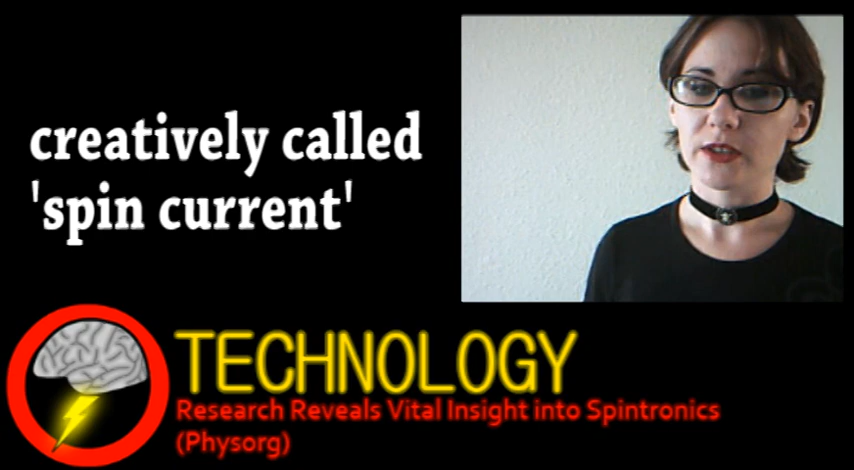 creatively called
'spin current'
TECHNOLOGY
Research Reveals Vital Insight into Spintronics
(Physorg)